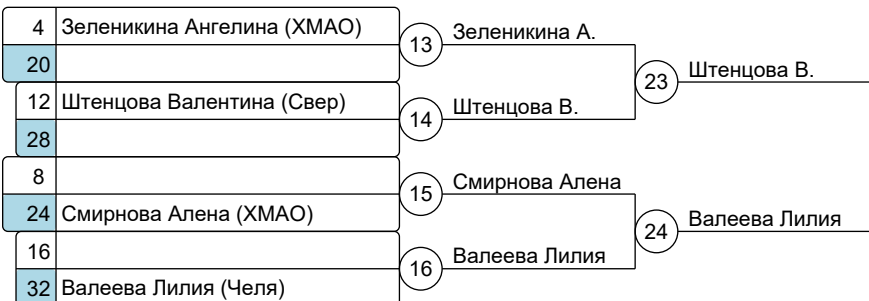 4 Зеленикина Ангелина (ХМАО)
20
13 Зеленикина А.
12 Штенцова Валентина (Свер)
28
14 Штенцова В.
23 Штенцова В.
8
24 Смирнова Алена (ХМАО)
15 Смирнова Алена
16
32 Валеева Лилия (Челя)
16 Валеева Лилия
24 Валеева Лилия